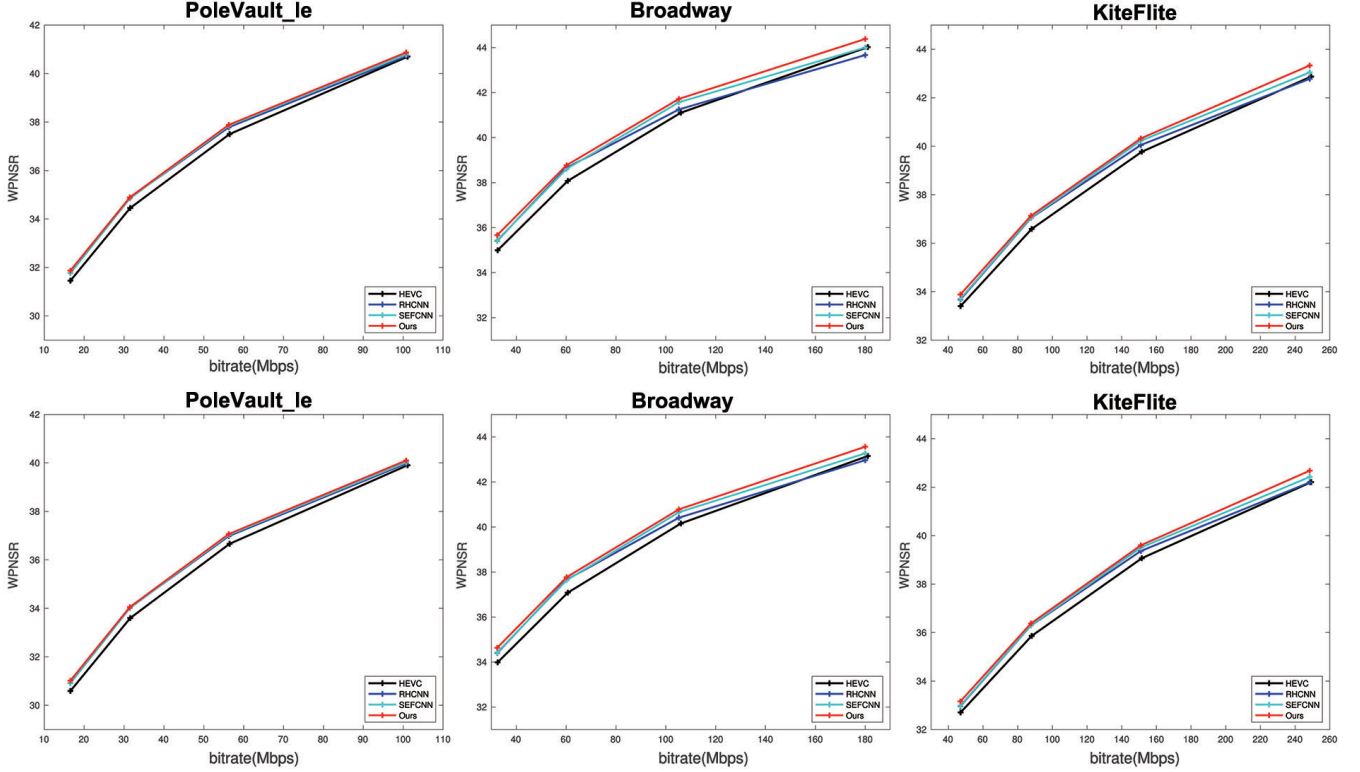 PoleVault_le
Broadway
KiteFlite
WPNSR
42
40
38
36
34
32
30
10 20 30 40 50 60 70 80 90 100 110
bitrate(Mbps)
HEVC
RHCNN
SEFCNN
Ours
WPNSR
44
42
40
38
36
34
32
40 60 80 100 120 140 160 180
bitrate(Mbps)
HEVC
RHCNN
SEFCNN
Ours
WPNSR
44
42
40
38
36
34
32
40 60 80 100 120 140 160 180 200 220 240 260
bitrate(Mbps)
HEVC
RHCNN
SEFCNN
Ours
PoleVault_le
Broadway
KiteFlite
WPNSR
42
40
38
36
34
32
30
10 20 30 40 50 60 70 80 90 100 110
bitrate(Mbps)
HEVC
RHCNN
SEFCNN
Ours
WPNSR
44
42
40
38
36
34
32
40 60 80 100 120 140 160 180
bitrate(Mbps)
HEVC
RHCNN
SEFCNN
Ours
WPNSR
44
42
40
38
36
34
32
40 60 80 100 120 140 160 180 200 220 240 260
bitrate(Mbps)
HEVC
RHCNN
SEFCNN
Ours